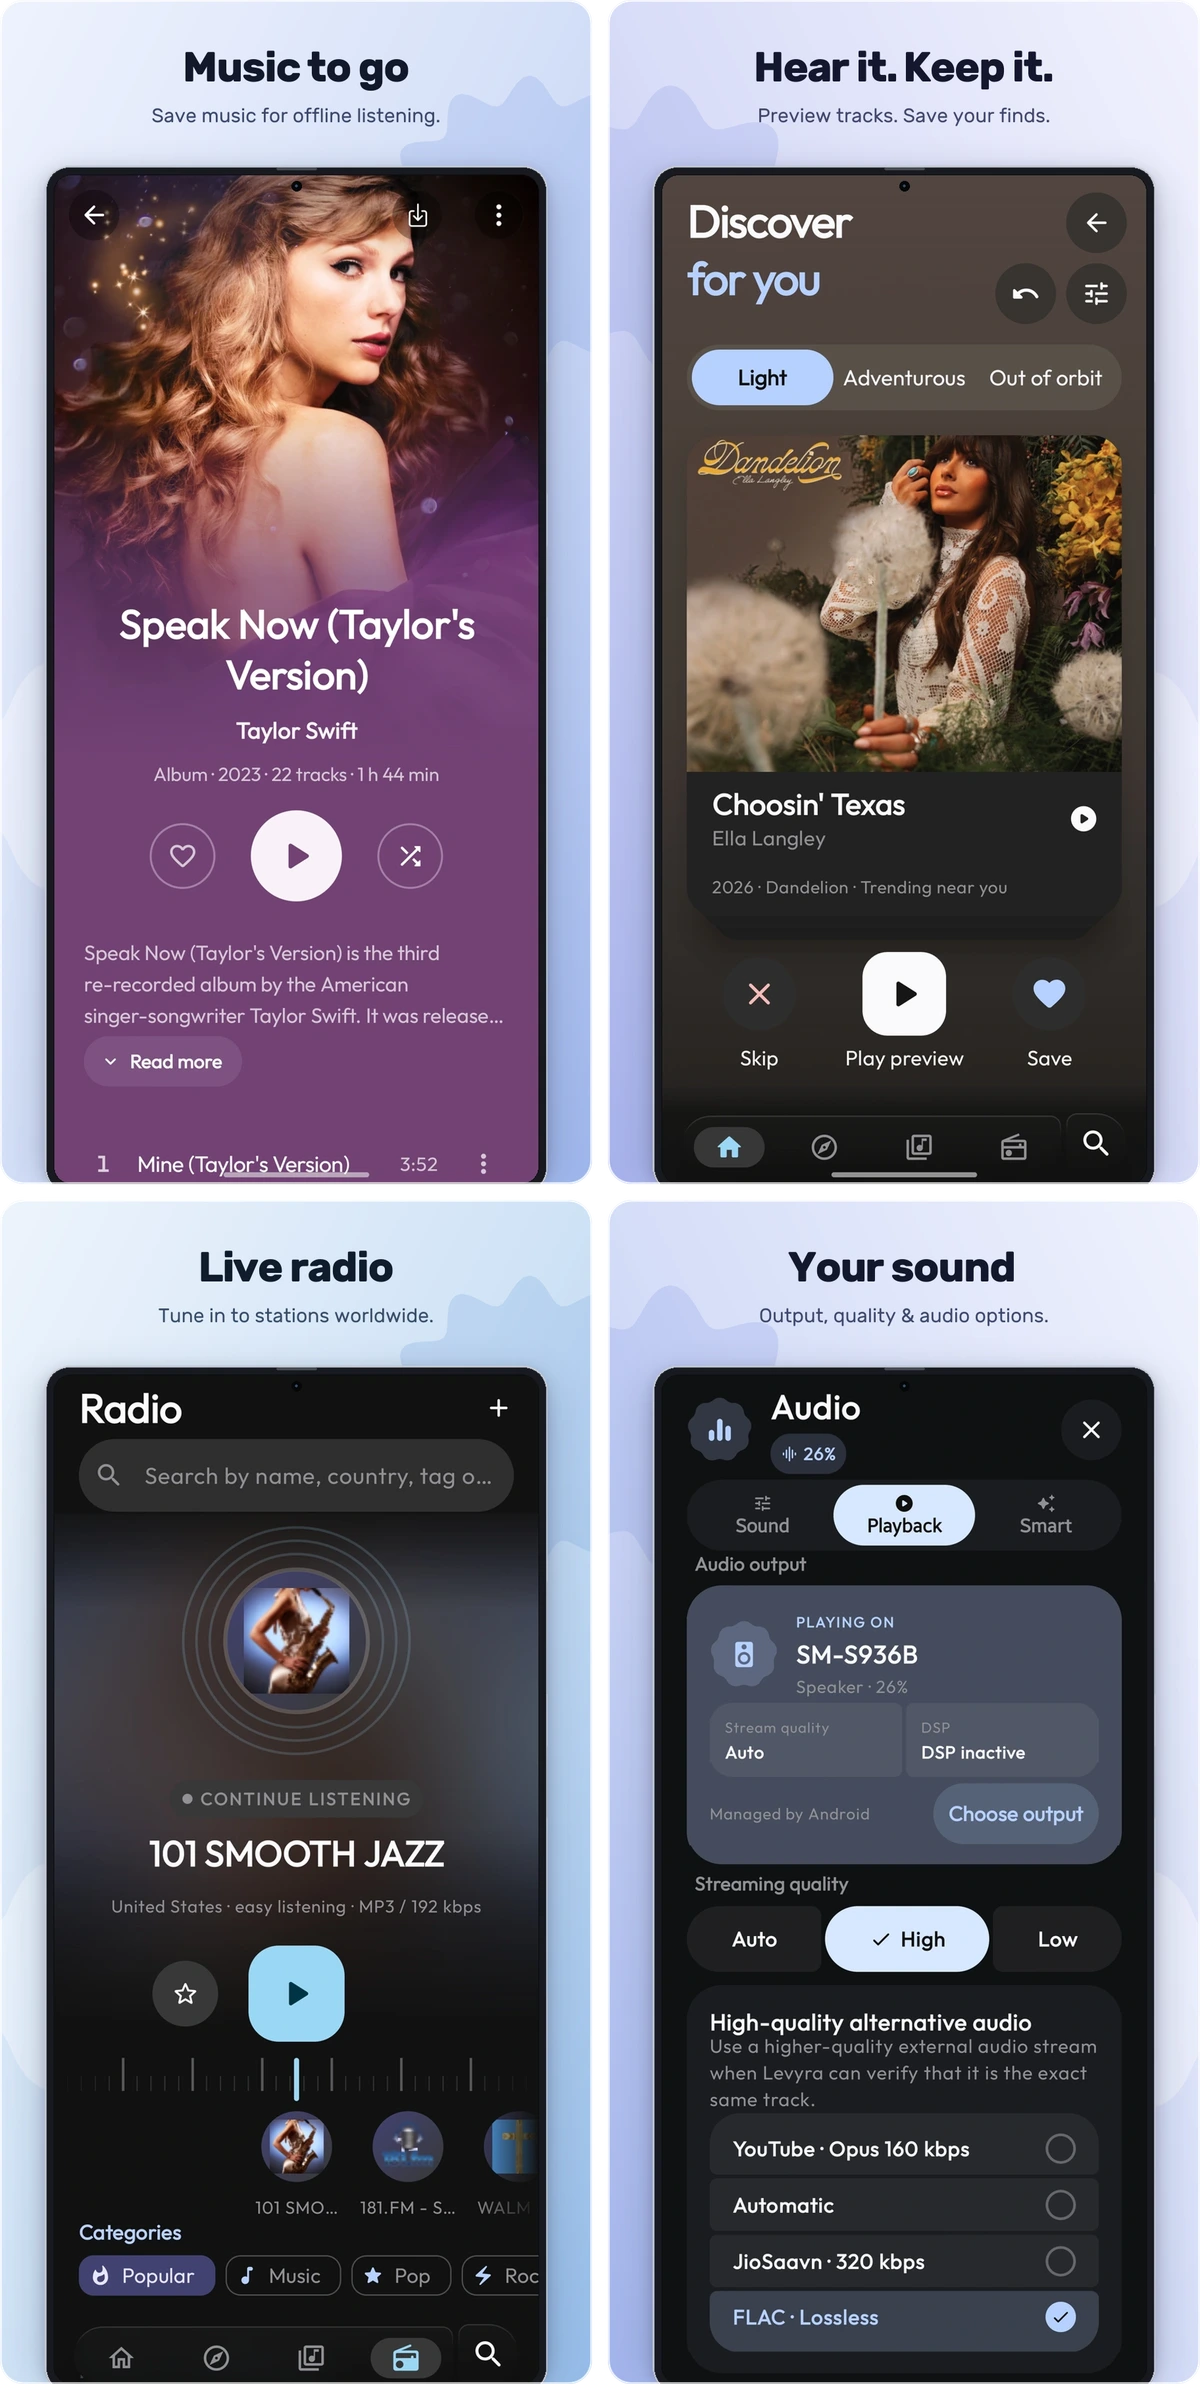 Music to go
Save music for offline listening.
Speak Now (Taylor's
Version)
Taylor Swift
Album · 2023 · 22 tracks · 1 h 44 min
Speak Now (Taylor's Version) is the third
re-recorded album by the American
singer-songwriter Taylor Swift. It was release...
Read more
1 Mine (Taylor's Version) 3:52
Hear it. Keep it.
Preview tracks. Save your finds.
Discover
for you
Light Adventurous Out of orbit
Dandelion
Ella Langley
Choosin' Texas
Ella Langley
2026 · Dandelion · Trending near you
Skip Play preview Save
Live radio
Tune in to stations worldwide.
Radio
Search by name, country, tag o...
CONTINUE LISTENING
101 SMOOTH JAZZ
United States · easy listening · MP3 / 192 kbps
101 SMO... 181.FM - S... WALM
Categories
Popular Music Pop Roc
Your sound
Output, quality & audio options.
Audio
26%
Sound Playback Smart
Audio output
PLAYING ON
SM-S936B
Speaker · 26%
Stream quality DSP
Auto DSP inactive
Managed by Android Choose output
Streaming quality
Auto High Low
High-quality alternative audio
Use a higher-quality external audio stream
when Levyra can verify that it is the exact
same track.
YouTube · Opus 160 kbps
Automatic
JioSaavn · 320 kbps
FLAC · Lossless